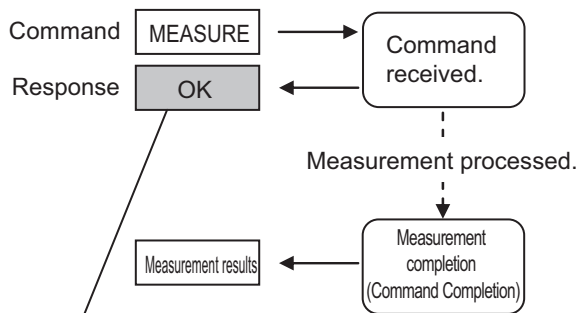 Command MEASURE
Command
received.
Response OK
Measurement processed.
Measurement
completion
(Command Completion)
Measurement results